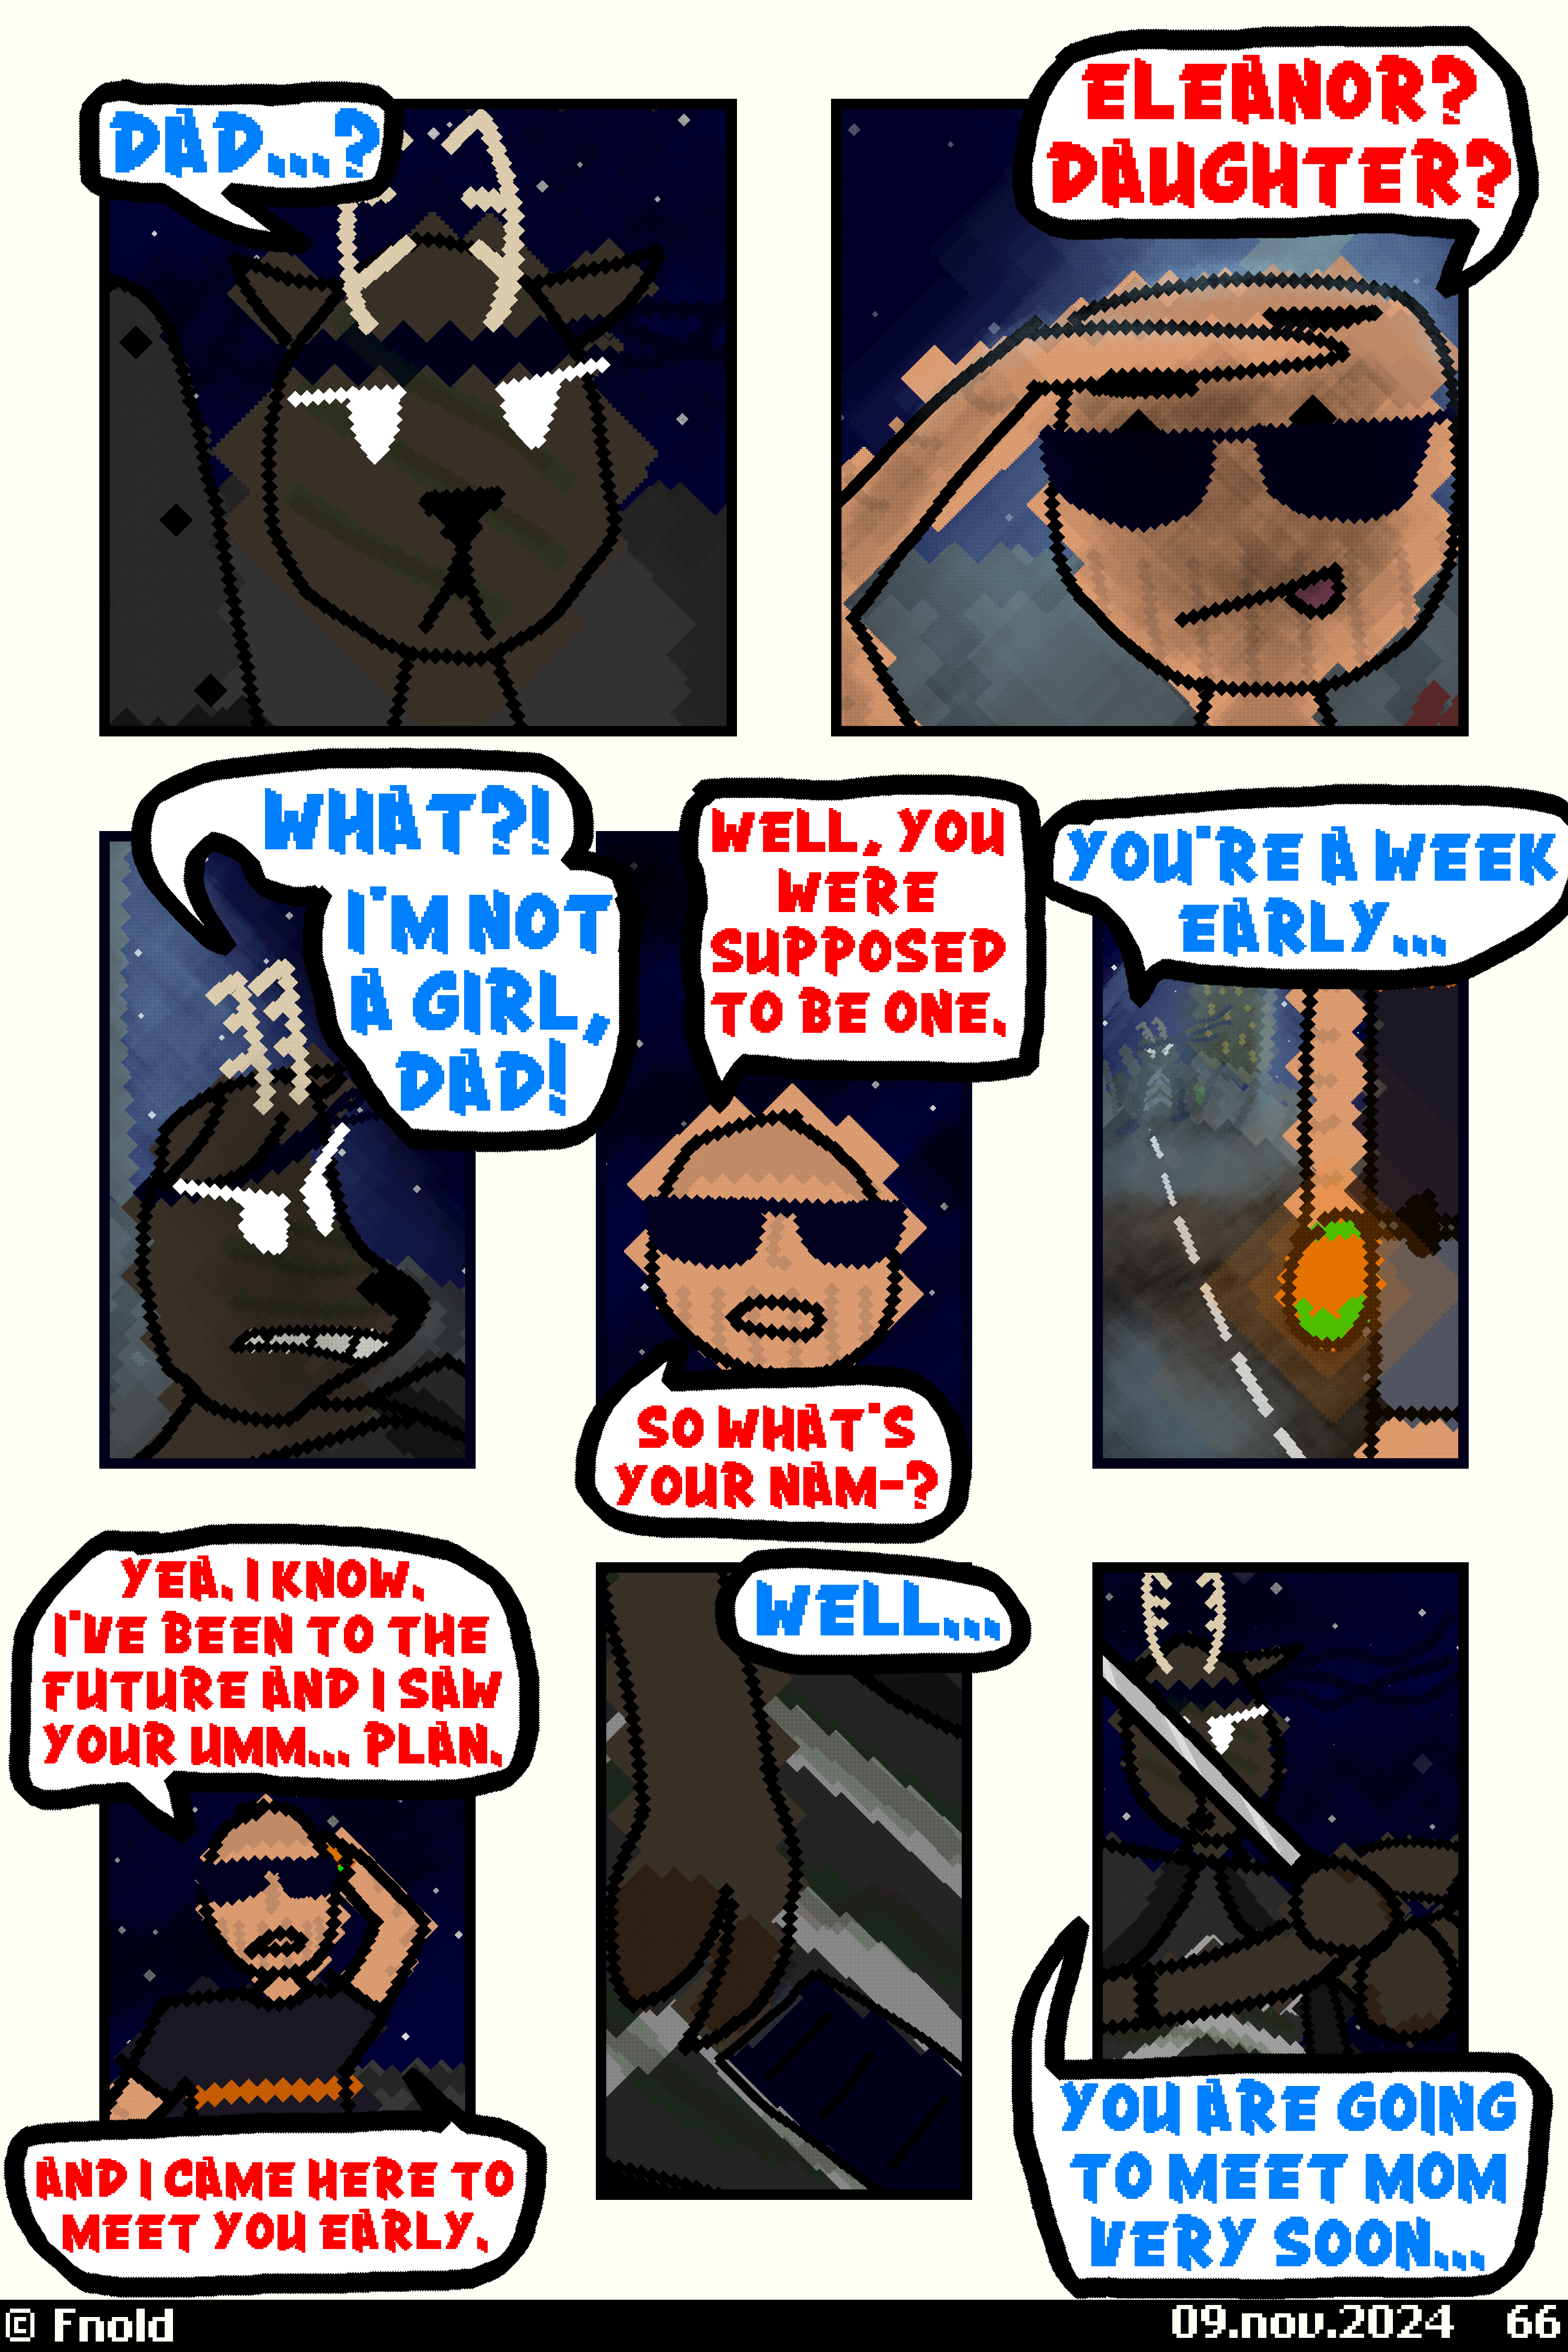 DAD...?
ELEANOR?
DAUGHTER?
WHAT?!
I'M NOT
A GIRL,
DAD!
WELL, YOU
WERE
SUPPOSED
TO BE ONE.
SO WHAT'S
YOUR NAM-?
YOU'RE A WEEK
EARLY...
YEA. I KNOW.
I'VE BEEN TO THE
FUTURE AND I SAW
YOUR UMM... PLAN.
AND I CAME HERE TO
MEET YOU EARLY.
WELL...
YOU ARE GOING
TO MEET MOM
VERY SOON...
© Fnold
09.nov.2024 66